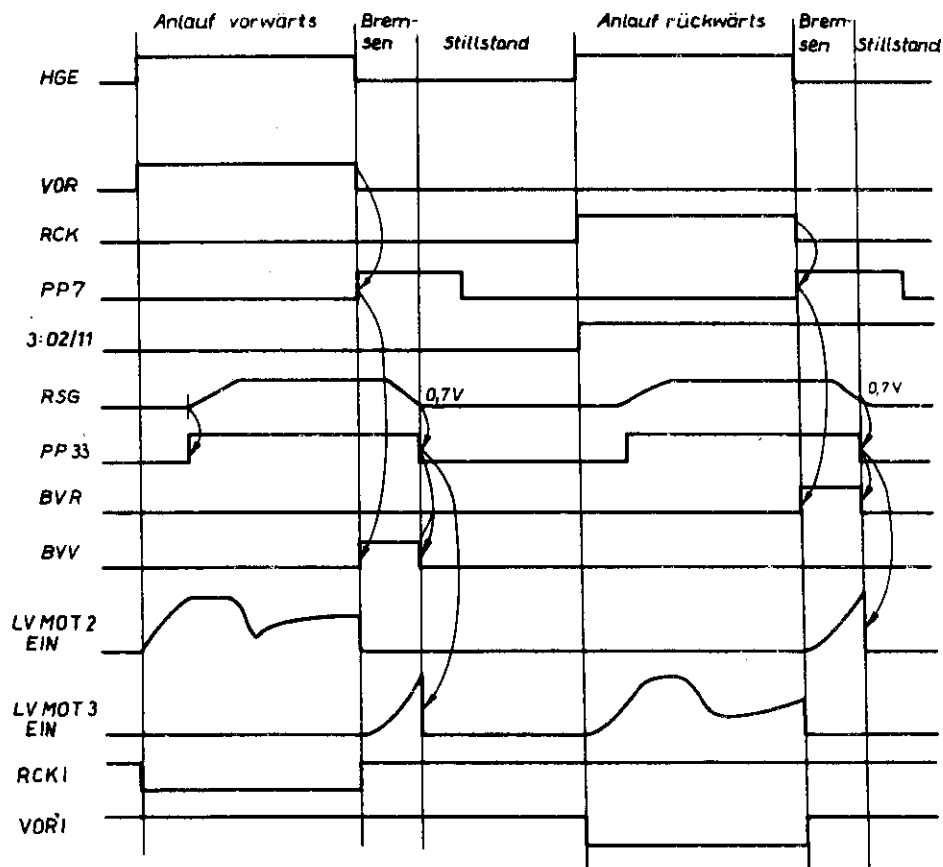 Anlauf vorwärts
Brem-
sen
Stillstand
Anlauf rückwärts
Brem-
sen
Stillstand
HGE
VOR
RCK
PP7
3:02/11
RSG
0,7V
0,7V
PP33
BVR
BVV
LV MOT 2
EIN
LV MOT 3
EIN
RCK1
VOR1